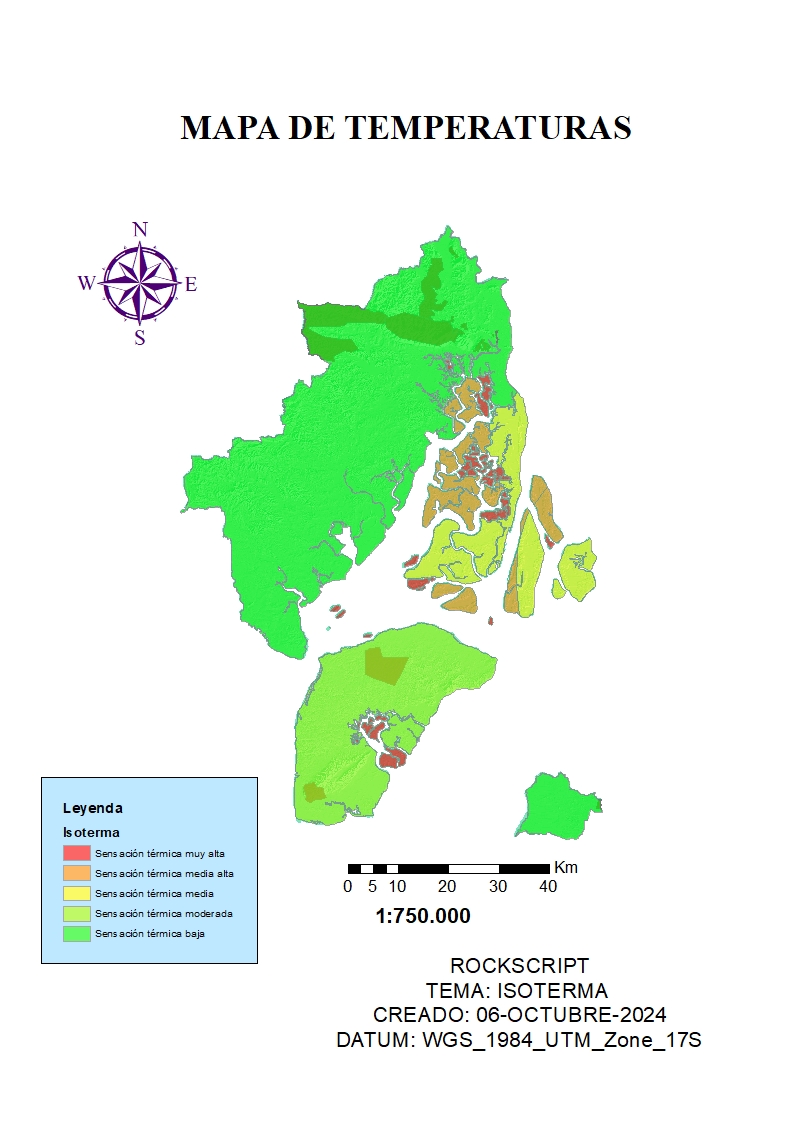 MAPA DE TEMPERATURAS
N
W E
S
Leyenda
Isoterma
Sensación térmica muy alta
Sensación térmica media alta
Sensación térmica media
Sensación térmica moderada
Sensación térmica baja
Km
0 5 10 20 30 40
1:750.000
ROCKSCRIPT
TEMA: ISOTERMA
CREADO: 06-OCTUBRE-2024
DATUM: WGS_1984_UTM_Zone_17S